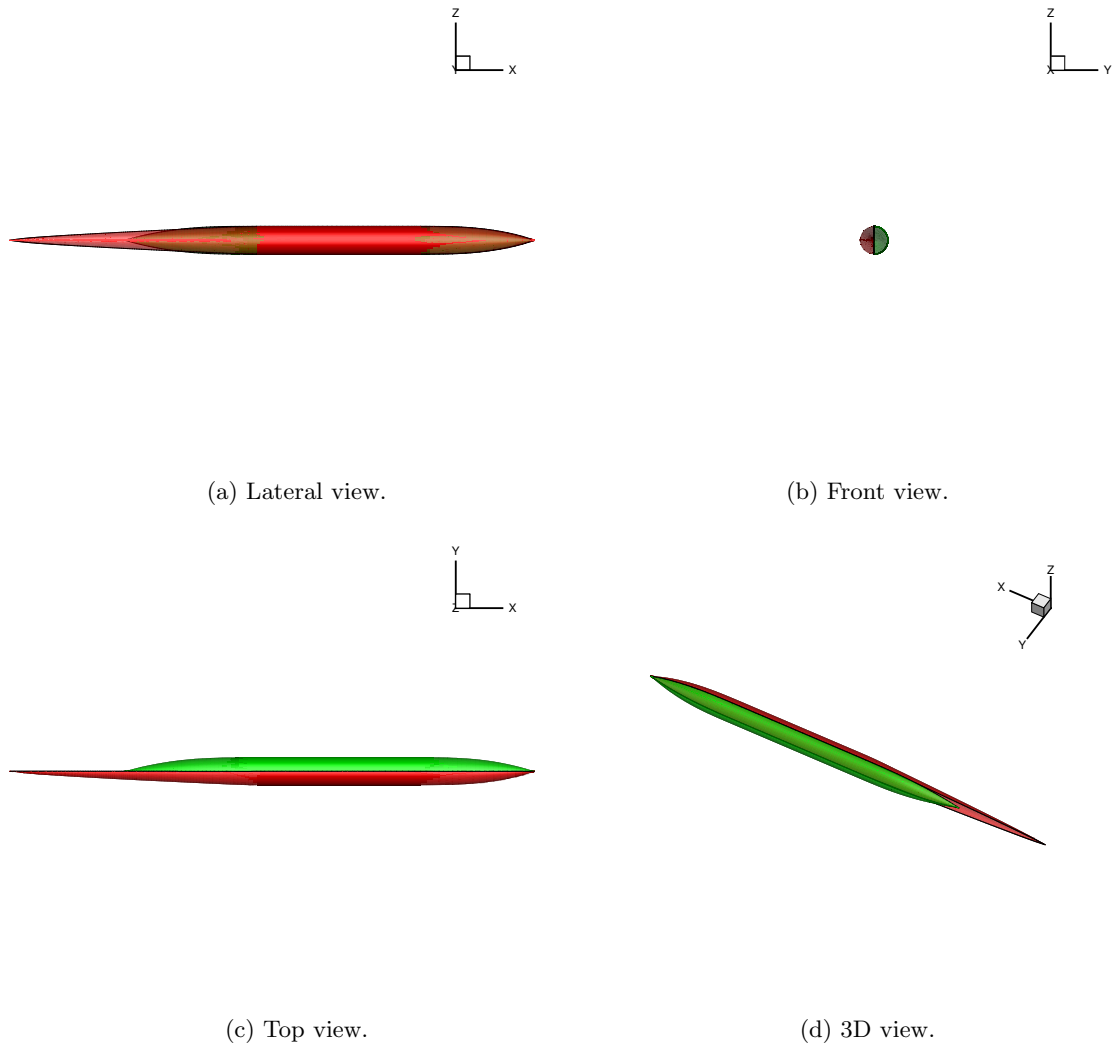 Z
Y X
Z
X Y
(a) Lateral view.
(b) Front view.
Y
Z X
Z
X
Y
(c) Top view.
(d) 3D view.